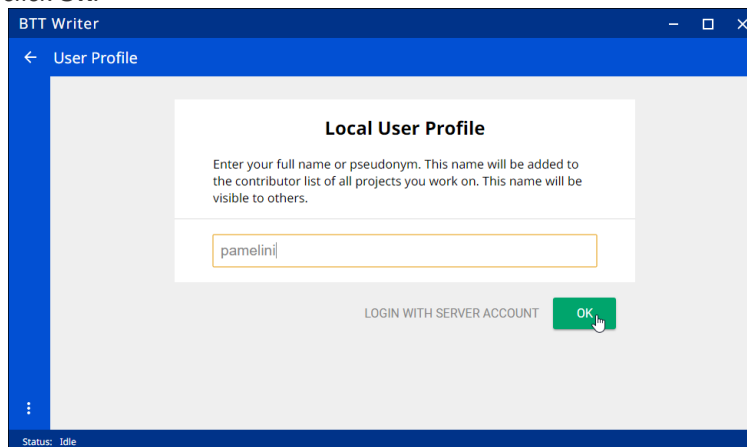 BTT Writer
User Profile
Local User Profile
Enter your full name or pseudonym. This name will be added to
the contributor list of all projects you work on. This name will be
visible to others.
pamelini
LOGIN WITH SERVER ACCOUNT
OK
Status: Idle